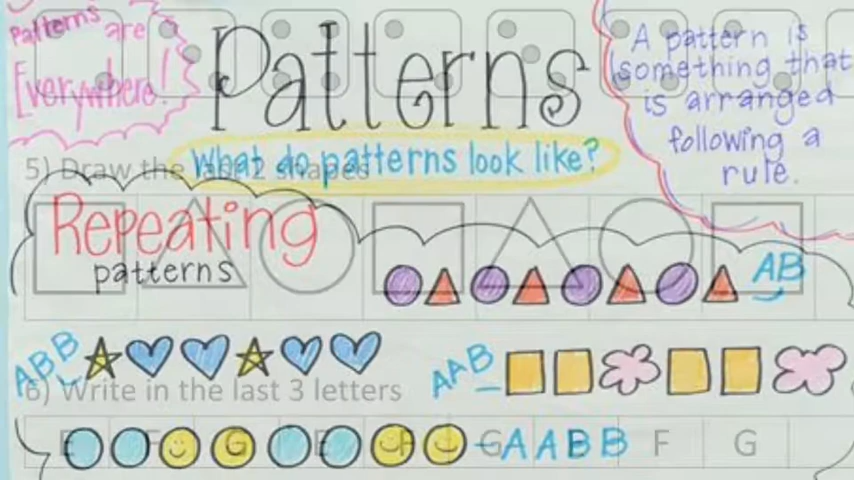 Patterns are
Everywhere!
Patterns
A pattern is
something that
is arranged
following a
rule.
What do patterns look like?
5) Draw the last 2 shapes
Repeating
patterns
AB
ABB
AAB
6) Write in the last 3 letters
E F G E F G E F G
AABB